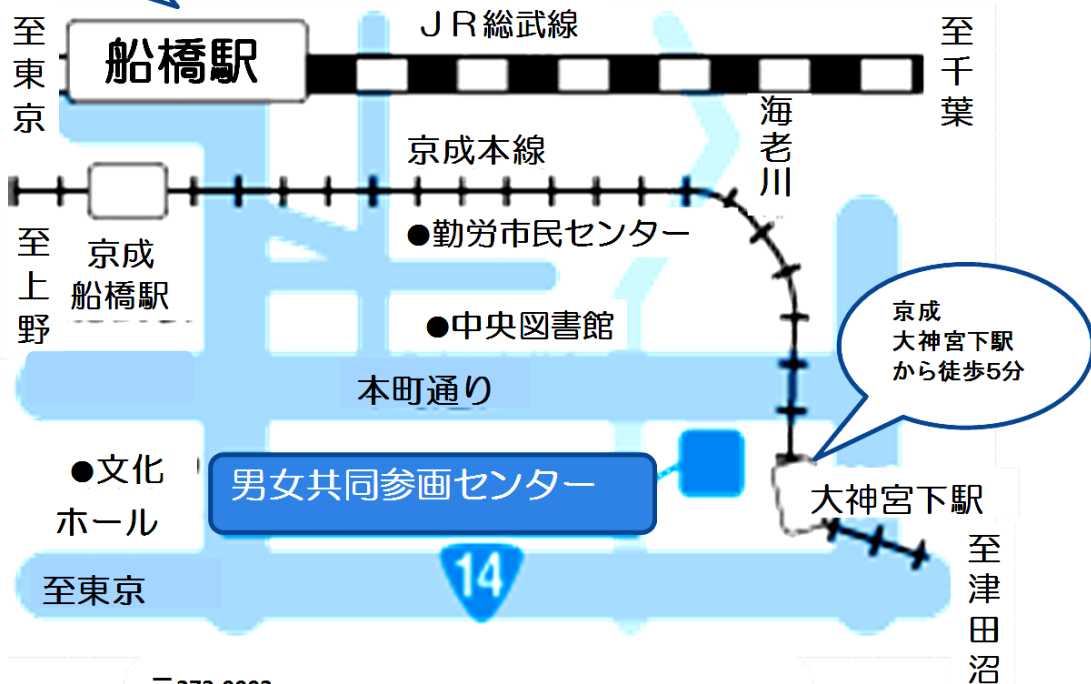 至東京
船橋駅
JR総武線
至千葉
海老川
京成本線
●勤労市民センター
至上野
京成
船橋駅
●中央図書館
京成
大神宮下駅
から徒歩5分
本町通り
●文化
ホール
男女共同参画センター
大神宮下駅
14
至東京
至津田沼